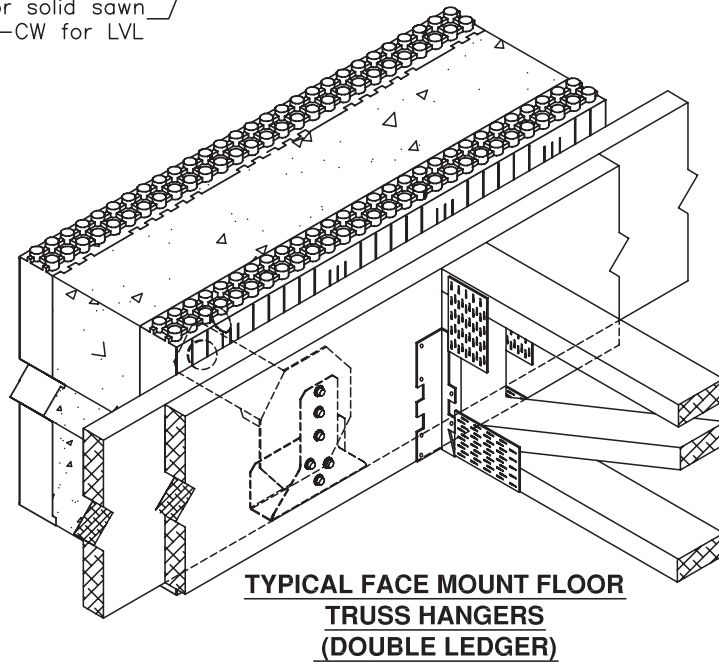 or solid sawn
-CW for LVL
TYPICAL FACE MOUNT FLOOR
TRUSS HANGERS
(DOUBLE LEDGER)